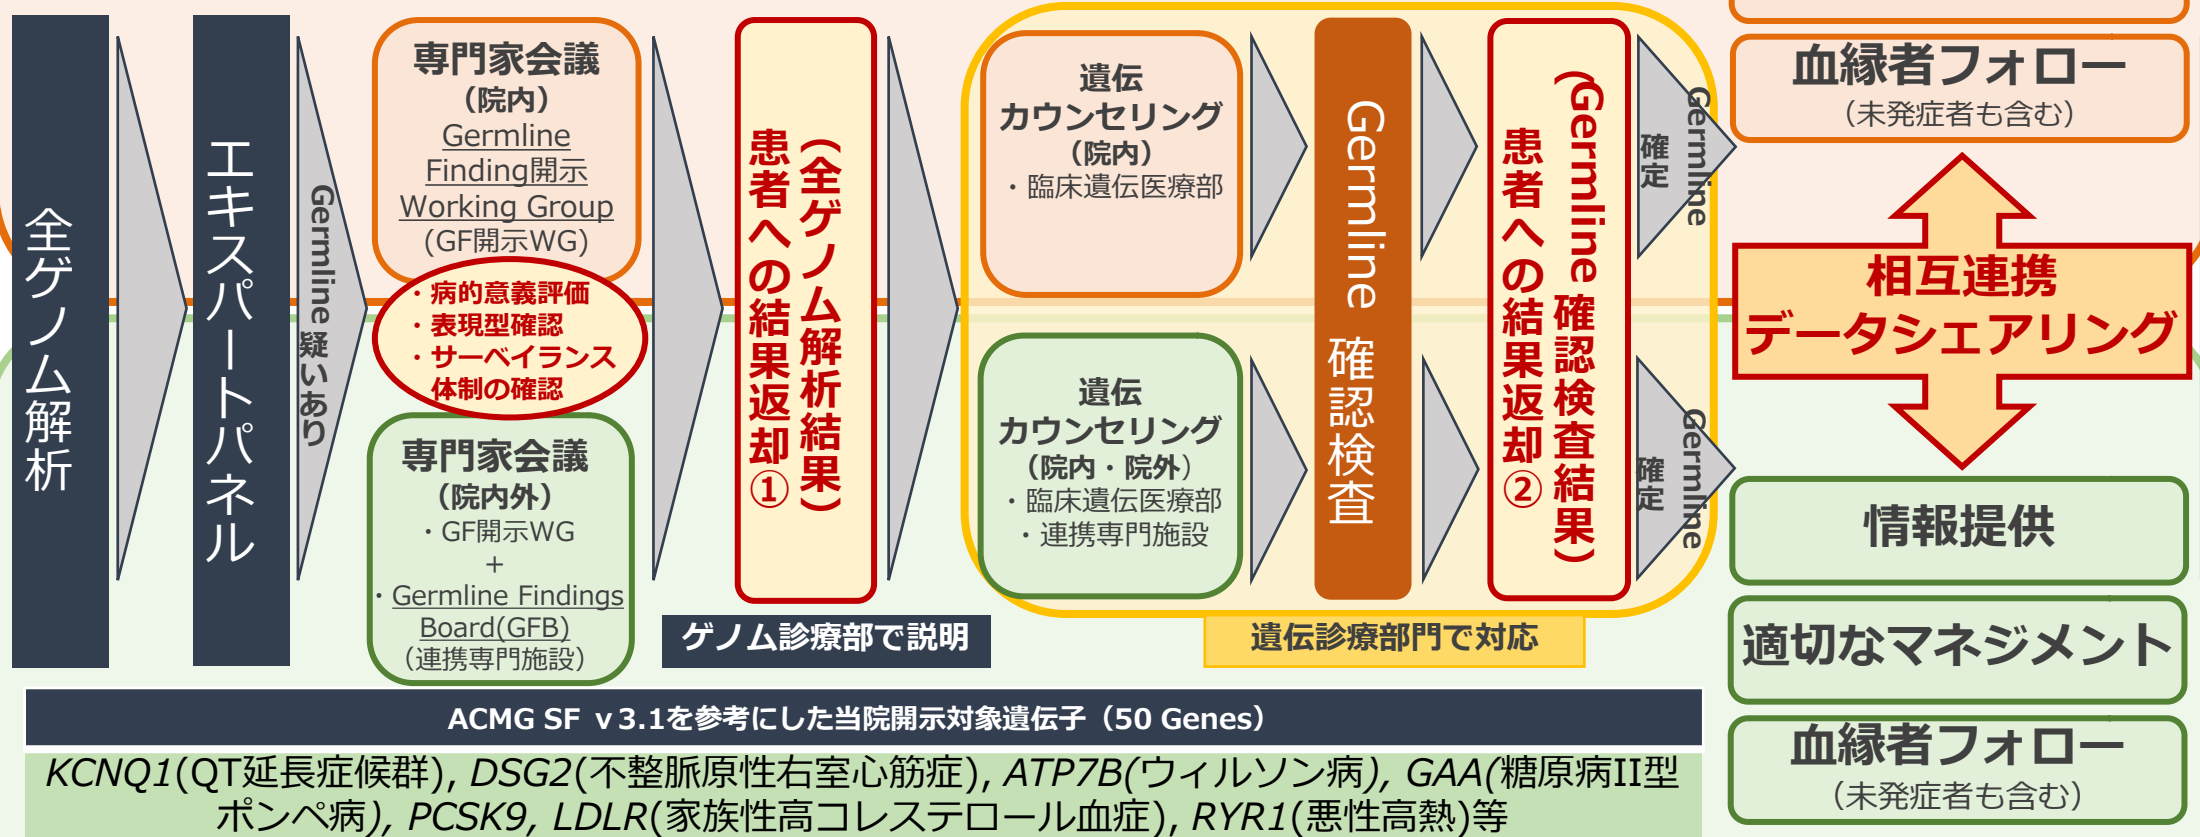 全ゲノム解析
エキスパートパネル
Germline 疑いあり
専門家会議
（院内）
Germline
Finding開示
Working Group
(GF開示WG)
・病的意義評価
・表現型確認
・サーベイランス
体制の確認
専門家会議
（院内外）
・GF開示WG
+
・Germline Findings
Board(GFB)
（連携専門施設）
患者への結果返却①
（全ゲノム解析結果）
ゲノム診療部で説明
遺伝
カウンセリング
（院内）
・臨床遺伝医療部
遺伝
カウンセリング
（院内・院外）
・臨床遺伝医療部
・連携専門施設
Germline 確認検査
患者への結果返却②
（Germline 確認検査結果）
Germline
確定
Germline
確定
遺伝診療部門で対応
血縁者フォロー
（未発症者も含む）
相互連携
データシェアリング
情報提供
適切なマネジメント
血縁者フォロー
（未発症者も含む）
ACMG SF v3.1を参考にした当院開示対象遺伝子（50 Genes）
KCNQ1(QT延長症候群), DSG2(不整脈原性右室心筋症), ATP7B(ウィルソン病), GAA(糖原病II型
ポンペ病), PCSK9, LDLR(家族性高コレステロール血症), RYR1(悪性高熱)等